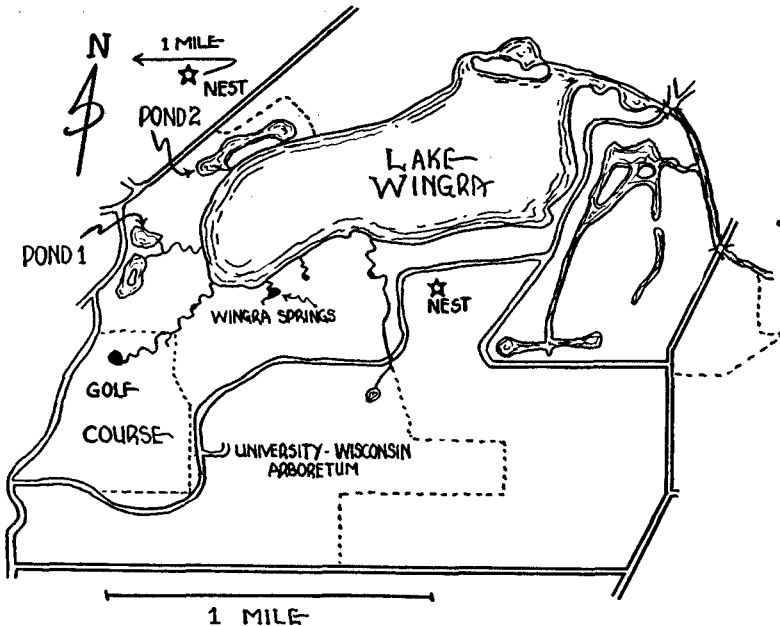 N
1 MILE
NEST
POND 2
LAKE
WINGRA
POND 1
NEST
WINGRA SPRINGS
GOLF
COURSE
UNIVERSITY-WISCONSIN
ARBORETUM
1 MILE